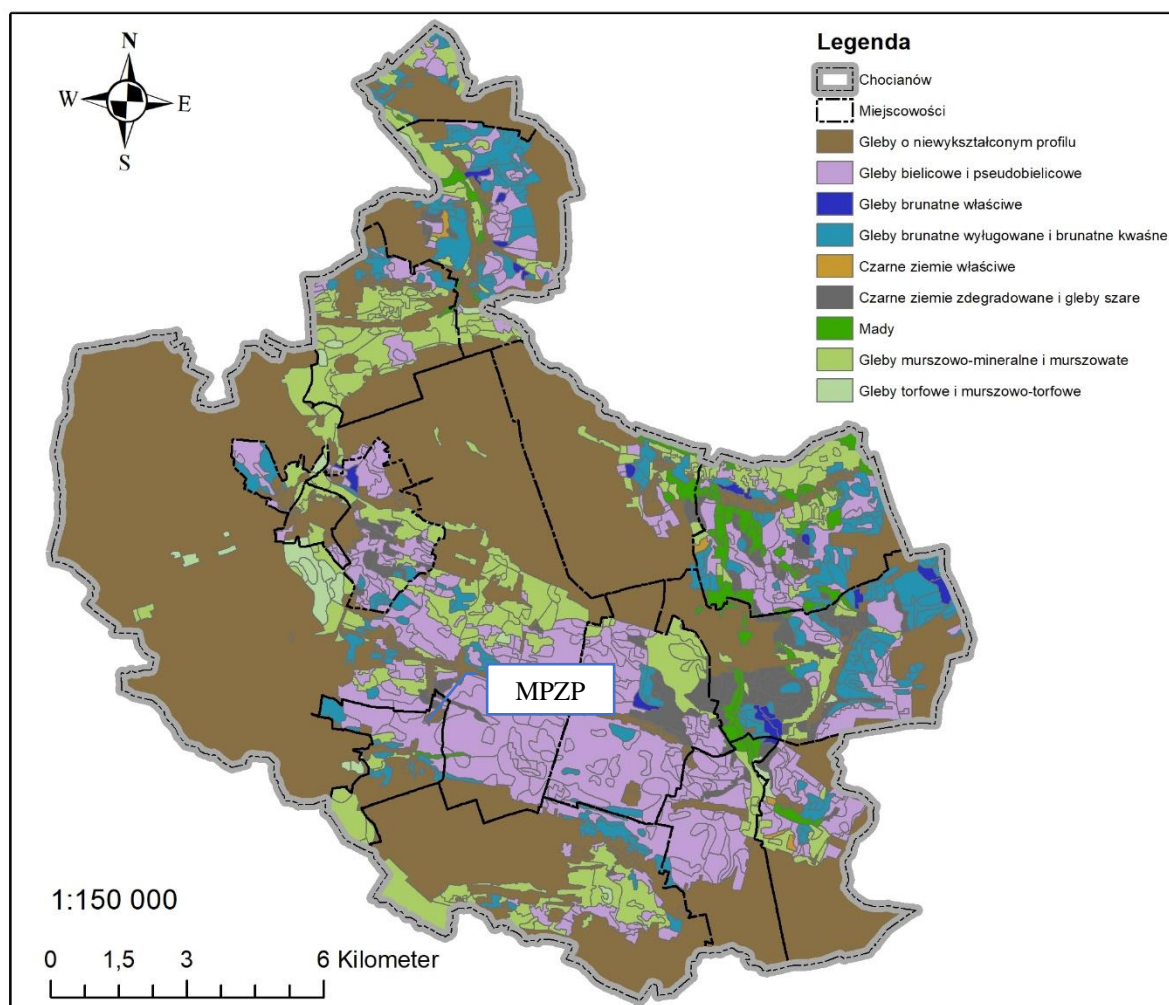 N
W
E
S
Legenda
Chocianów
Miejscowości
Gleby o niewykształconym profilu
Gleby bielicowe i pseudobielicowe
Gleby brunatne właściwe
Gleby brunatne wyługowane i brunatne kwaśne
Czarne ziemie właściwe
Czarne ziemie zdegradowane i gleby szare
Mady
Gleby murszowo-mineralne i murszowate
Gleby torfowe i murszowo-torfowe
MPZP
1:150 000
0 1,5 3 6 Kilometer